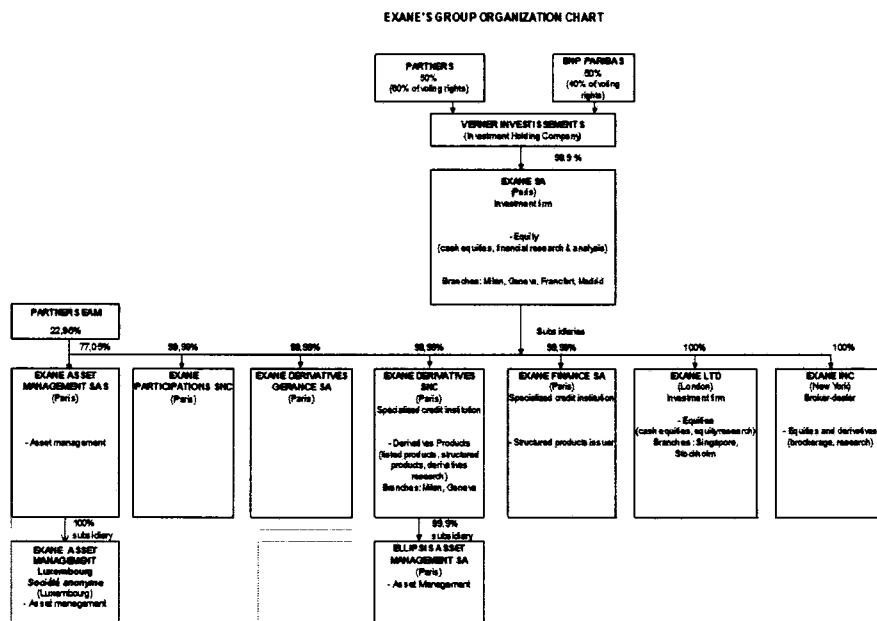 EXANE'S GROUP ORGANIZATION CHART
PARTNERS
50%
(60% of voting rights)
BNP PARIBAS
50%
(40% of voting
rights)
VERNER INVESTISSEMENTS
(Investment Holding Company)
99.9 %
EXANE SA
(Paris)
Investment firm
- Equity
(cash equities, financial research & analysis)
Branches: Milan, Geneva, Francfort, Madrid
PARTNERS EAM
22,95%
Subsidiaries
77,05%
99,99%
99,99%
99,99%
99,99%
100%
100%
EXANE ASSET
MANAGEMENT SAS
(Paris)
- Asset management
EXANE
PARTICIPATIONS SNC
(Paris)
EXANE DERIVATIVES
GERANCE SA
(Paris)
EXANE DERIVATIVES
SNC
(Paris)
Specialised credit institution
- Derivatives Products
(listed products, structured
products, derivatives
research)
Branches: Milan, Geneva
EXANE FINANCE SA
(Paris)
Specialised credit institution
- Structured products issuer
EXANE LTD
(London)
Investment firm
- Equities
(cash equities, equity research)
Branches : Singapore,
Stockholm
EXANE INC
(New York)
Broker-dealer
- Equities and derivatives
(brokerage, research)
100%
subsidiary
99.9%
subsidiary
EXANE ASSET
MANAGEMENT
Luxembourg
Société anonyme
(Luxembourg)
- Asset management
ELLIPSIS ASSET
MANAGEMENT SA
(Paris)
- Asset Management